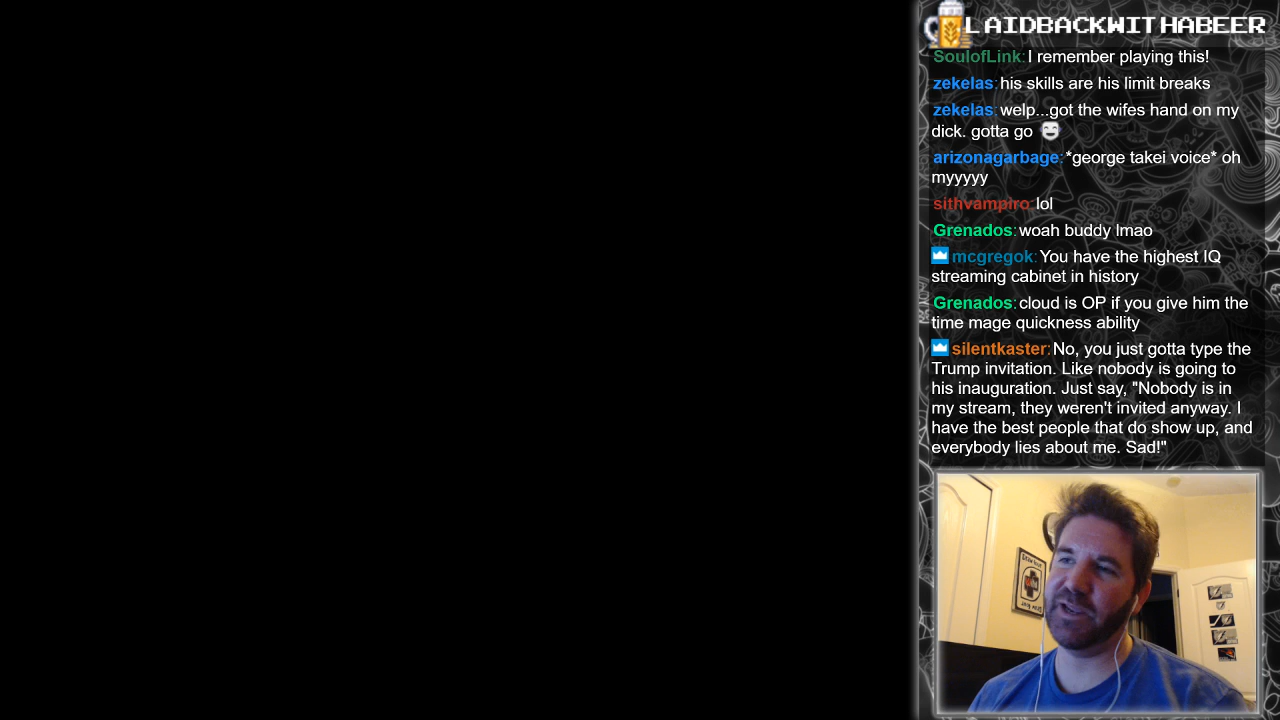 LAIDBACKWITHABEER
SoulofLink: I remember playing this!
zekelas: his skills are his limit breaks
zekelas: welp...got the wifes hand on my
dick. gotta go
arizonagarbage: *george takei voice* oh
myyyyy
sithvampiro: lol
Grenados: woah buddy lmao
mcgregok: You have the highest IQ
streaming cabinet in history
Grenados: cloud is OP if you give him the
time mage quickness ability
silentkaster: No, you just gotta type the
Trump invitation. Like nobody is going to
his inauguration. Just say, "Nobody is in
my stream, they weren't invited anyway. I
have the best people that do show up, and
everybody lies about me. Sad!"